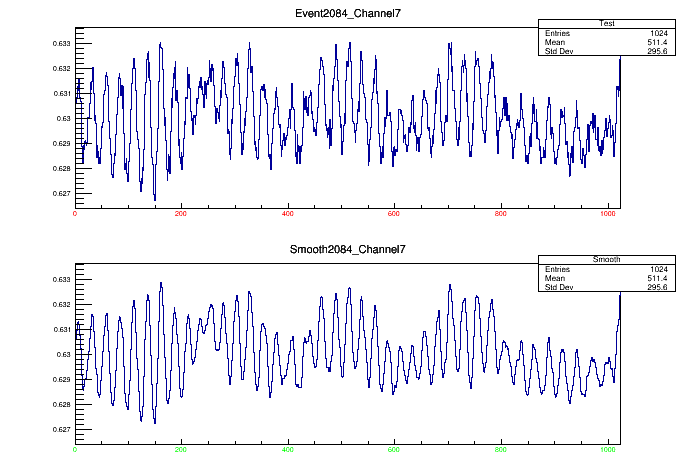 Event2084_Channel7
Test
Entries 1024
Mean 511.4
Std Dev 295.6
0.633
0.632
0.631
0.63
0.629
0.628
0.627
0 200 400 600 800 1000
Smooth2084_Channel7
Smooth
Entries 1024
Mean 511.4
Std Dev 295.6
0.633
0.632
0.631
0.63
0.629
0.628
0.627
0 200 400 600 800 1000